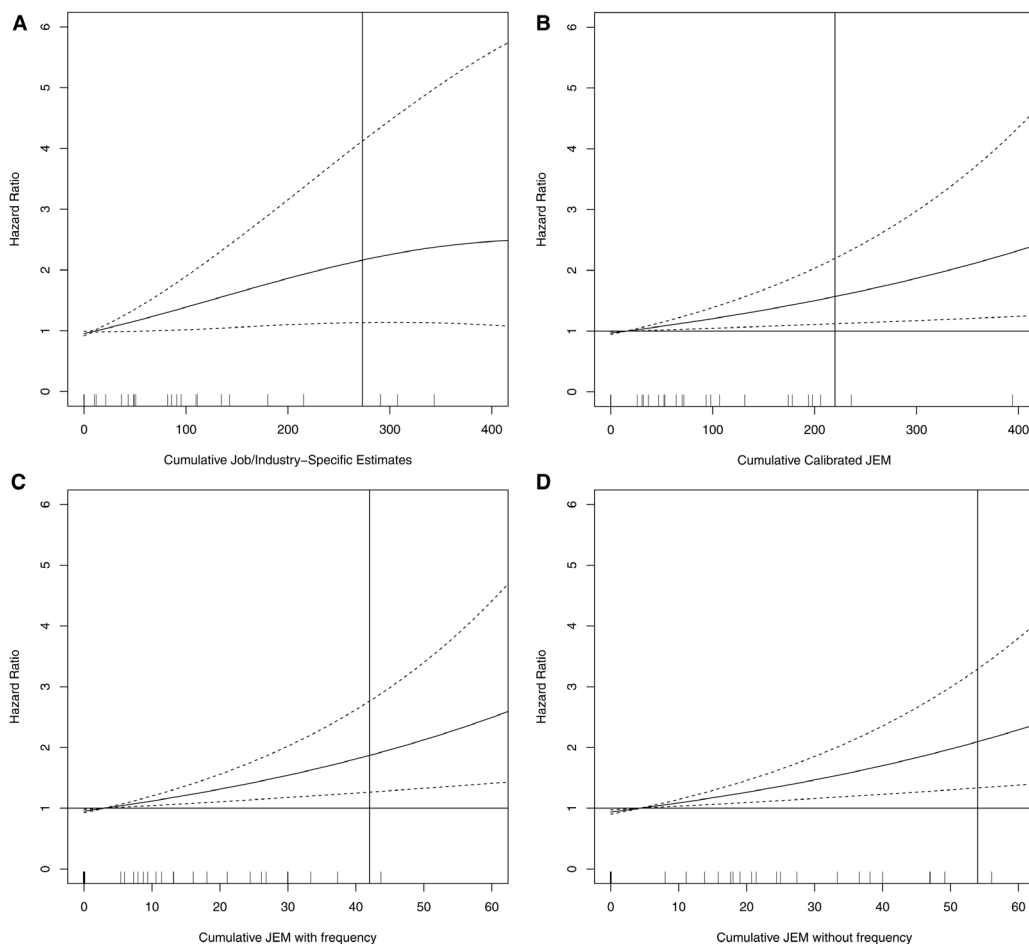 A
Hazard Ratio
0 1 2 3 4 5 6
0 100 200 300 400
Cumulative Job/Industry−Specific Estimates
B
Hazard Ratio
0 1 2 3 4 5 6
0 100 200 300 400
Cumulative Calibrated JEM
C
Hazard Ratio
0 1 2 3 4 5 6
0 10 20 30 40 50 60
Cumulative JEM with frequency
D
Hazard Ratio
0 1 2 3 4 5 6
0 10 20 30 40 50 60
Cumulative JEM without frequency